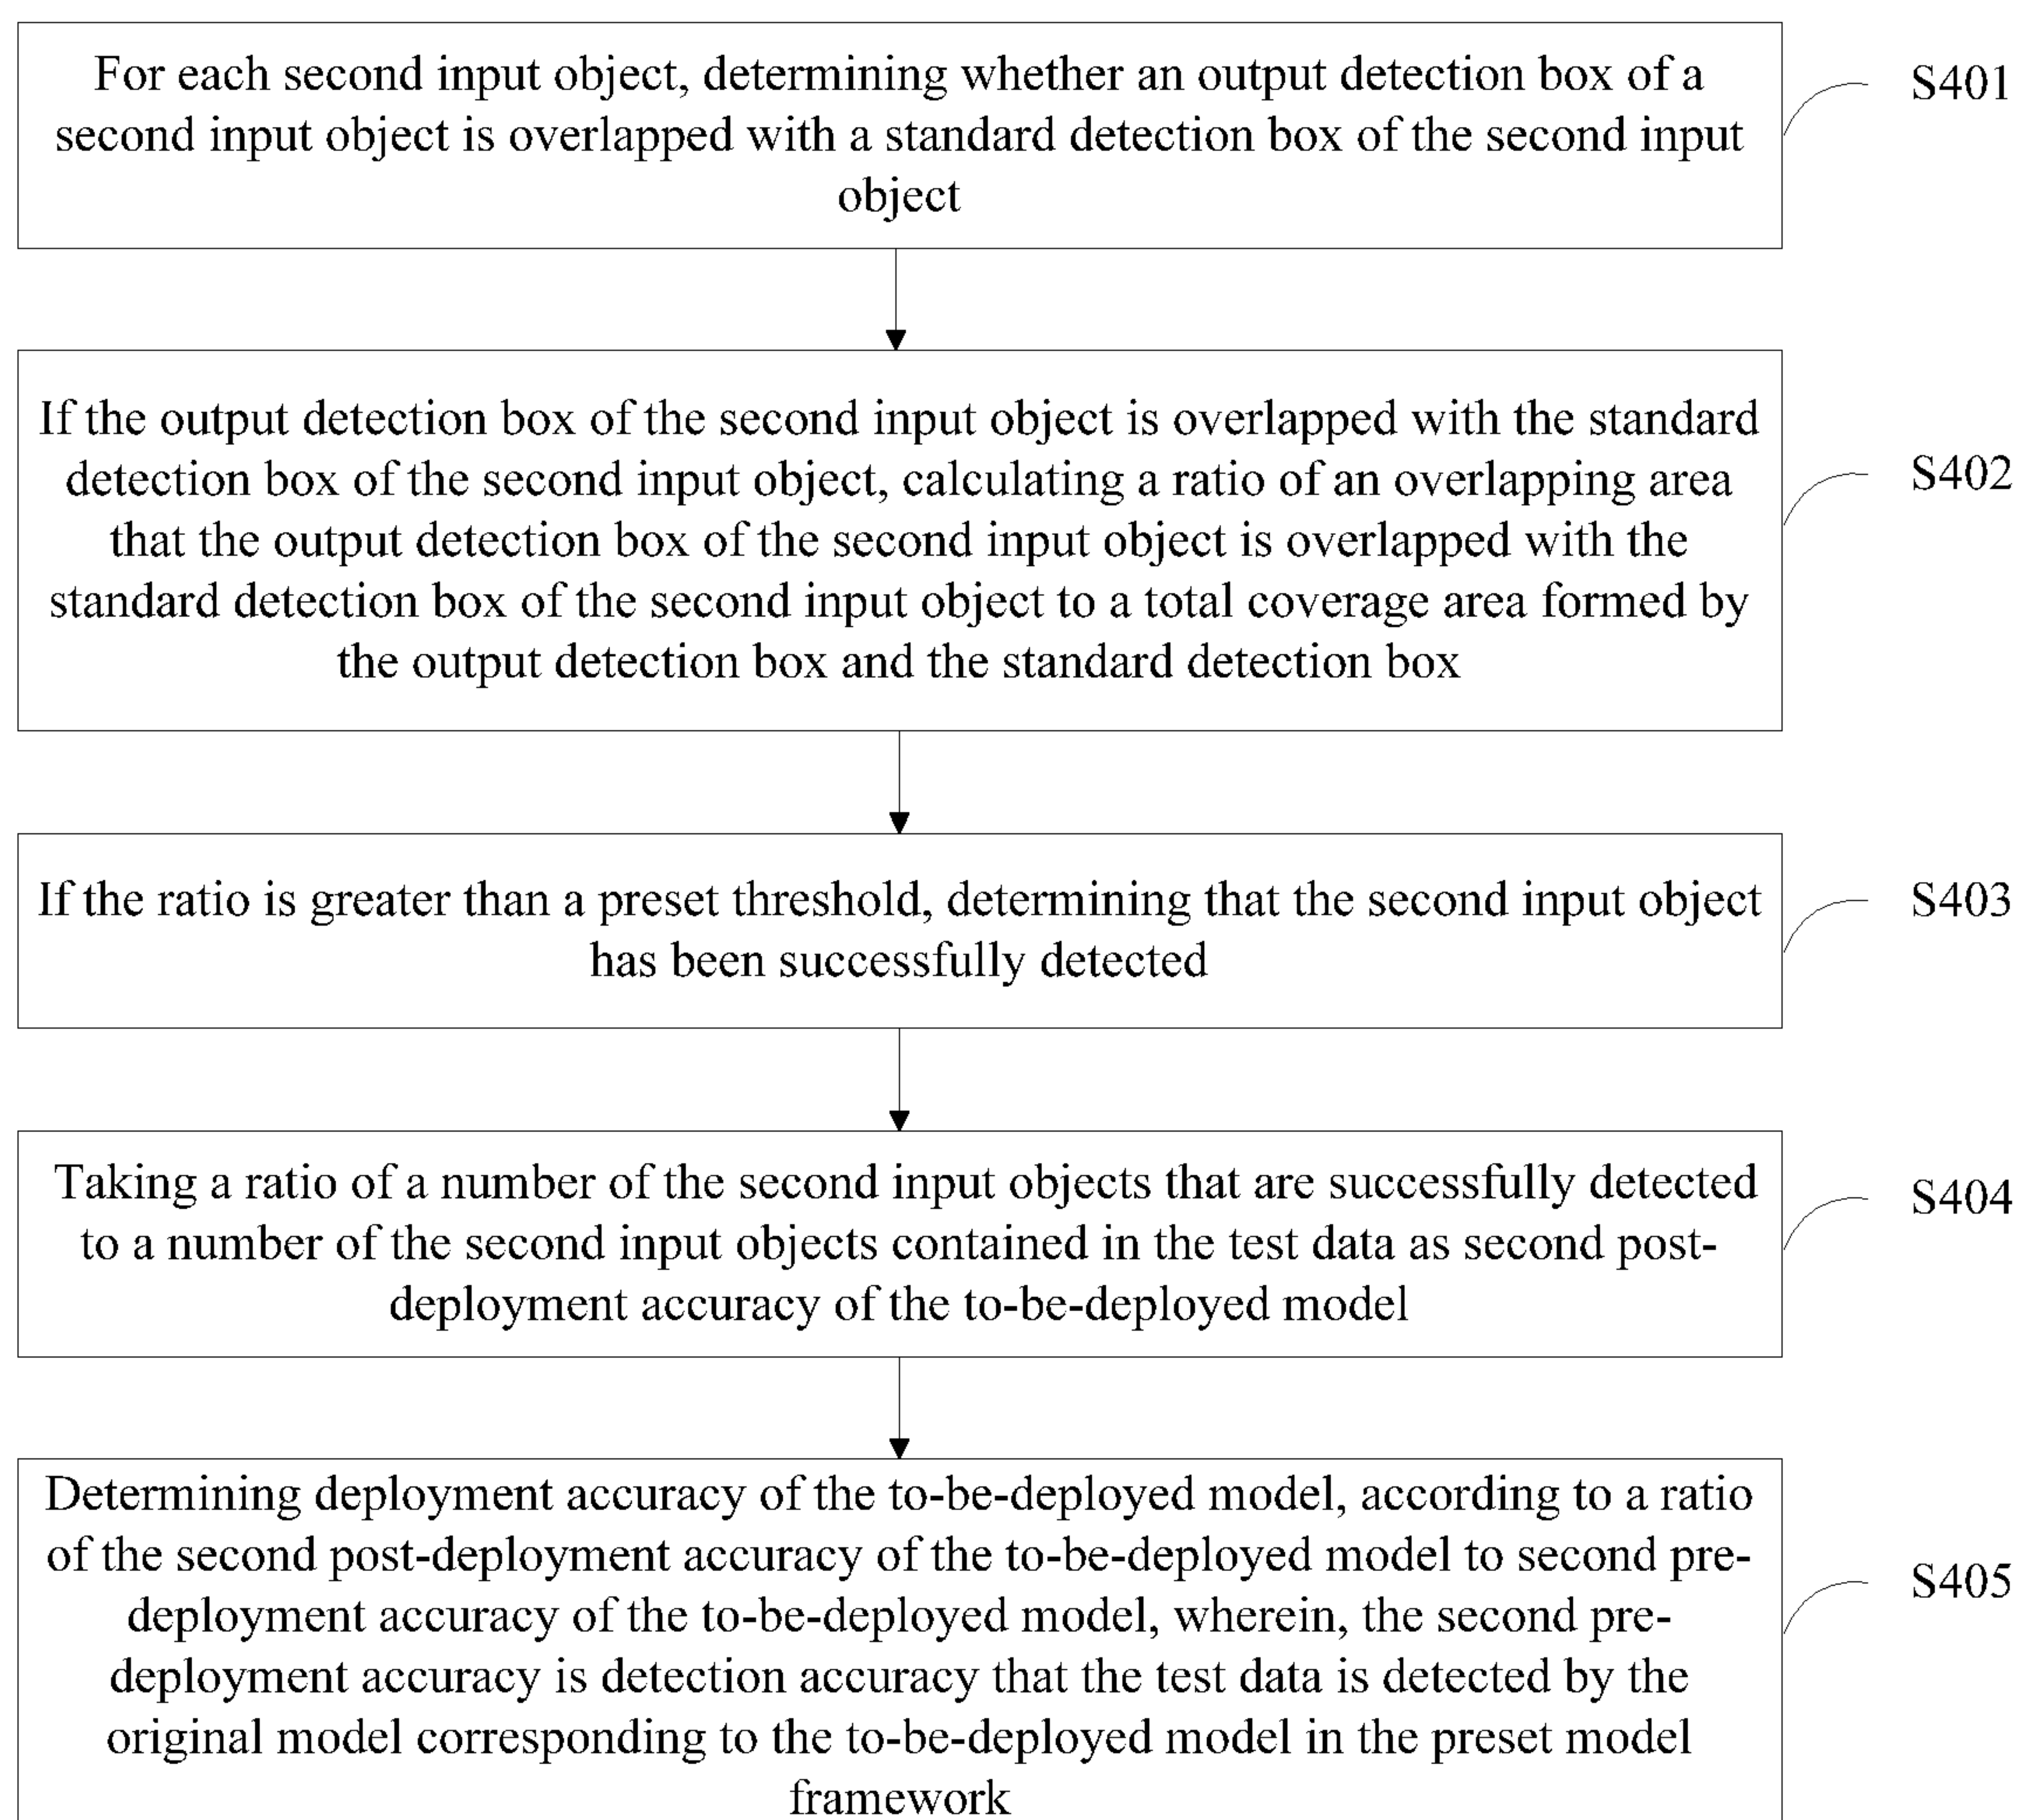 For each second input object, determining whether an output detection box of a
second input object is overlapped with a standard detection box of the second input
object
S401
If the output detection box of the second input object is overlapped with the standard
detection box of the second input object, calculating a ratio of an overlapping area
that the output detection box of the second input object is overlapped with the
standard detection box of the second input object to a total coverage area formed by
the output detection box and the standard detection box
S402
If the ratio is greater than a preset threshold, determining that the second input object
has been successfully detected
S403
Taking a ratio of a number of the second input objects that are successfully detected
to a number of the second input objects contained in the test data as second post-
deployment accuracy of the to-be-deployed model
S404
Determining deployment accuracy of the to-be-deployed model, according to a ratio
of the second post-deployment accuracy of the to-be-deployed model to second pre-
deployment accuracy of the to-be-deployed model, wherein, the second pre-
deployment accuracy is detection accuracy that the test data is detected by the
original model corresponding to the to-be-deployed model in the preset model
framework
S405